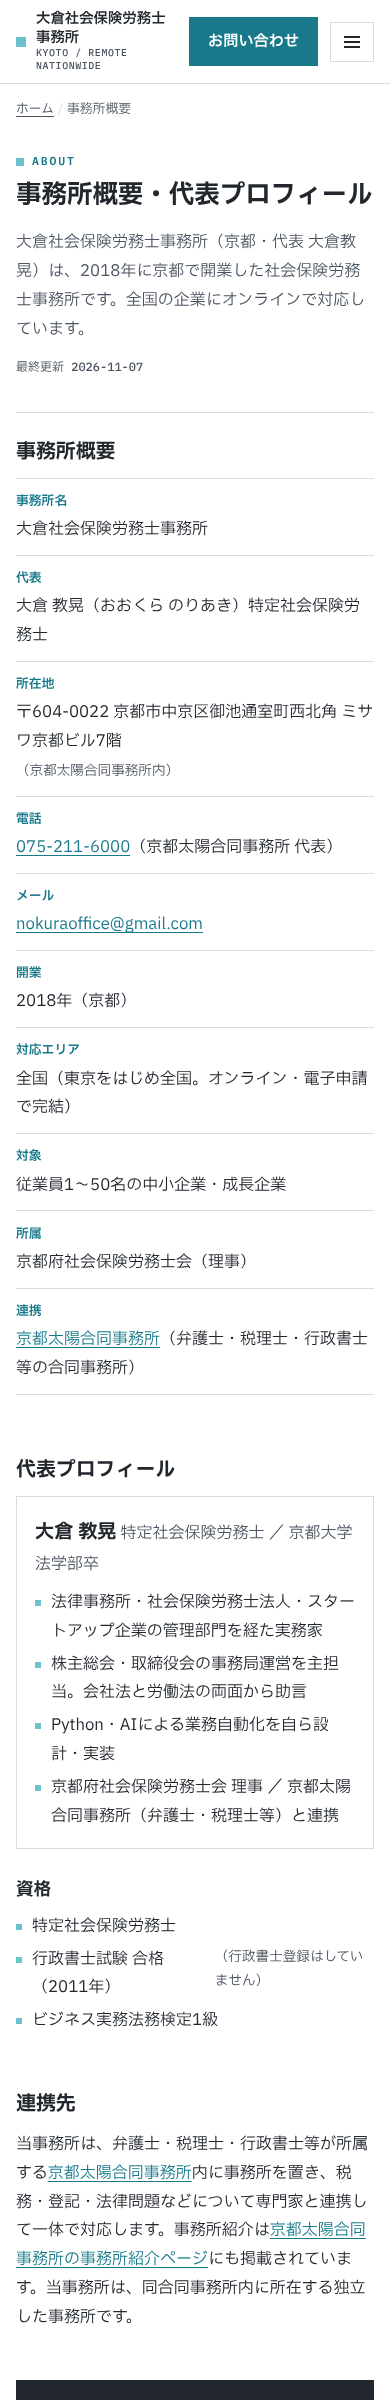 大倉社会保険労務士
事務所
KYOTO / REMOTE
NATIONWIDE
お問い合わせ
ホーム / 事務所概要
ABOUT
事務所概要・代表プロフィール
大倉社会保険労務士事務所（京都・代表 大倉教
晃）は、2018年に京都で開業した社会保険労務
士事務所です。全国の企業にオンラインで対応し
ています。
最終更新 2026-11-07
事務所概要
事務所名
大倉社会保険労務士事務所
代表
大倉 教晃（おおくら のりあき）特定社会保険労
務士
所在地
〒604-0022 京都市中京区御池通室町西北角 ミサ
ワ京都ビル7階
（京都太陽合同事務所内）
電話
075-211-6000（京都太陽合同事務所 代表）
メール
nokuraoffice@gmail.com
開業
2018年（京都）
対応エリア
全国（東京をはじめ全国。オンライン・電子申請
で完結）
対象
従業員1〜50名の中小企業・成長企業
所属
京都府社会保険労務士会（理事）
連携
京都太陽合同事務所（弁護士・税理士・行政書士
等の合同事務所）
代表プロフィール
大倉 教晃 特定社会保険労務士 ／ 京都大学
法学部卒
法律事務所・社会保険労務士法人・スター
トアップ企業の管理部門を経た実務家
株主総会・取締役会の事務局運営を主担
当。会社法と労働法の両面から助言
Python・AIによる業務自動化を自ら設
計・実装
京都府社会保険労務士会 理事 ／ 京都太陽
合同事務所（弁護士・税理士等）と連携
資格
特定社会保険労務士
行政書士試験 合格
（2011年）
（行政書士登録はしてい
ません）
ビジネス実務法務検定1級
連携先
当事務所は、弁護士・税理士・行政書士等が所属
する京都太陽合同事務所内に事務所を置き、税
務・登記・法律問題などについて専門家と連携し
て一体で対応します。事務所紹介は京都太陽合同
事務所の事務所紹介ページにも掲載されていま
す。当事務所は、同合同事務所内に所在する独立
した事務所です。